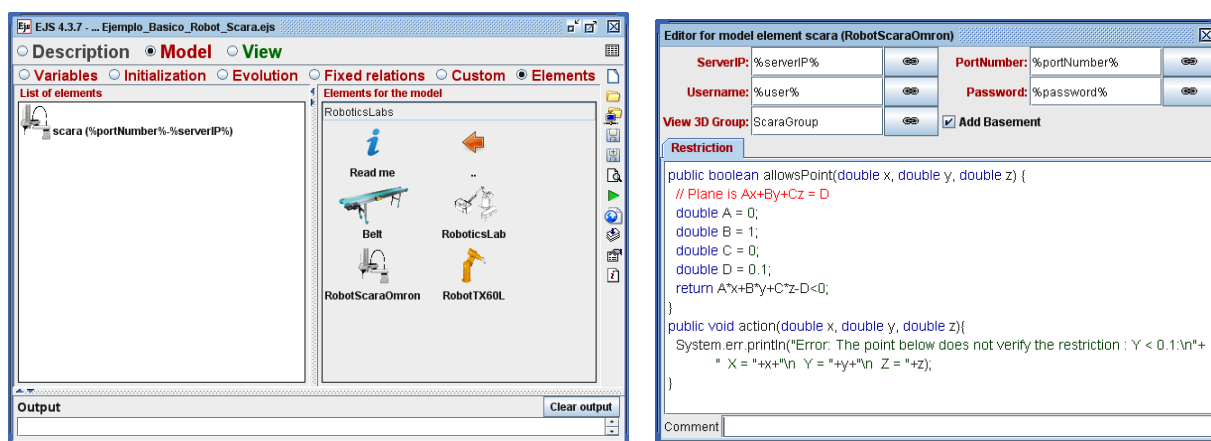 Ejs EJS 4.3.7 - ... Ejemplo_Basico_Robot_Scara.ejs
Description Model View
Variables Initialization Evolution Fixed relations Custom Elements
List of elements
scara (%portNumber%-%serverIP%)
Elements for the model
RoboticsLabs
Read me ..
Belt RoboticsLab
RobotScaraOmron RobotTX60L
Output Clear output
Editor for model element scara (RobotScaraOmron)
ServerIP: %serverIP% PortNumber: %portNumber%
Username: %user% Password: %password%
View 3D Group: ScaraGroup Add Basement
Restriction
public boolean allowsPoint(double x, double y, double z) {
// Plane is Ax+By+Cz = D
double A = 0;
double B = 1;
double C = 0;
double D = 0.1;
return A*x+B*y+C*z-D<0;
}
public void action(double x, double y, double z){
System.err.println("Error: The point below does not verify the restriction : Y < 0.1:\n"+
" X = "+x+"\n Y = "+y+"\n Z = "+z);
}
Comment